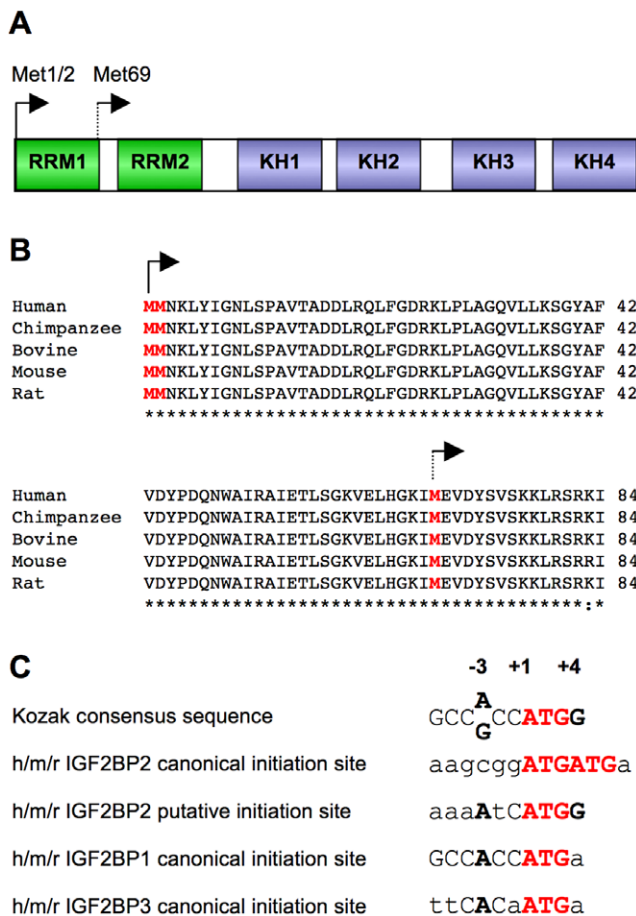 A
Met1/2 Met69
RRM1 RRM2 KH1 KH2 KH3 KH4
B
Human MMNKLYIGNLSPAVTADDLRQLFGDRKLPLAGQVLLKSGYAF 42
Chimpanzee MMNKLYIGNLSPAVTADDLRQLFGDRKLPLAGQVLLKSGYAF 42
Bovine MMNKLYIGNLSPAVTADDLRQLFGDRKLPLAGQVLLKSGYAF 42
Mouse MMNKLYIGNLSPAVTADDLRQLFGDRKLPLAGQVLLKSGYAF 42
Rat MMNKLYIGNLSPAVTADDLRQLFGDRKLPLAGQVLLKSGYAF 42
******************************************
Human VDYPDQNWAIRAIETLSGKVELHGKIMEVDYSVSKKLRSRKI 84
Chimpanzee VDYPDQNWAIRAIETLSGKVELHGKIMEVDYSVSKKLRSRKI 84
Bovine VDYPDQNWAIRAIETLSGKVELHGKIMEVDYSVSKKLRSRKI 84
Mouse VDYPDQNWAIRAIETLSGKVELHGKIMEVDYSVSKKLRSRRI 84
Rat VDYPDQNWAIRAIETLSGKVELHGKIMEVDYSVSKKLRSRKI 84
****************************************:*
C
-3 +1 +4
Kozak consensus sequence GCCA/GCCATGG
h/m/r IGF2BP2 canonical initiation site aagcggATGATGa
h/m/r IGF2BP2 putative initiation site aaaAtCATGG
h/m/r IGF2BP1 canonical initiation site GCCACCATGa
h/m/r IGF2BP3 canonical initiation site ttCACaATGa